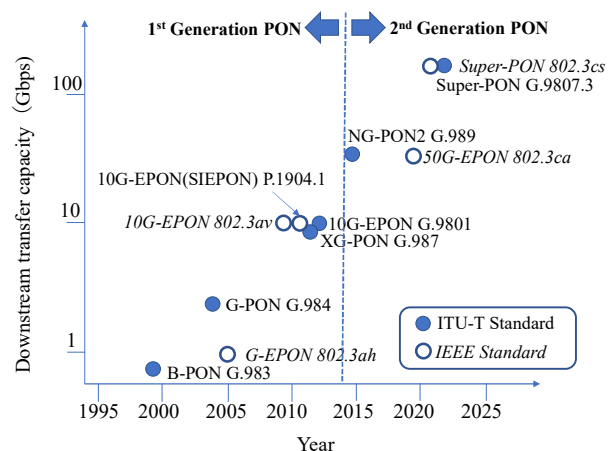 1st Generation PON
2nd Generation PON
Super-PON 802.3cs
Super-PON G.9807.3
100
NG-PON2 G.989
50G-EPON 802.3ca
10G-EPON(SIEPON) P.1904.1
10
10G-EPON 802.3av
10G-EPON G.9801
XG-PON G.987
G-PON G.984
ITU-T Standard
IEEE Standard
1
G-EPON 802.3ah
B-PON G.983
Downstream transfer capacity (Gbps)
1995 2000 2005 2010 2015 2020 2025
Year